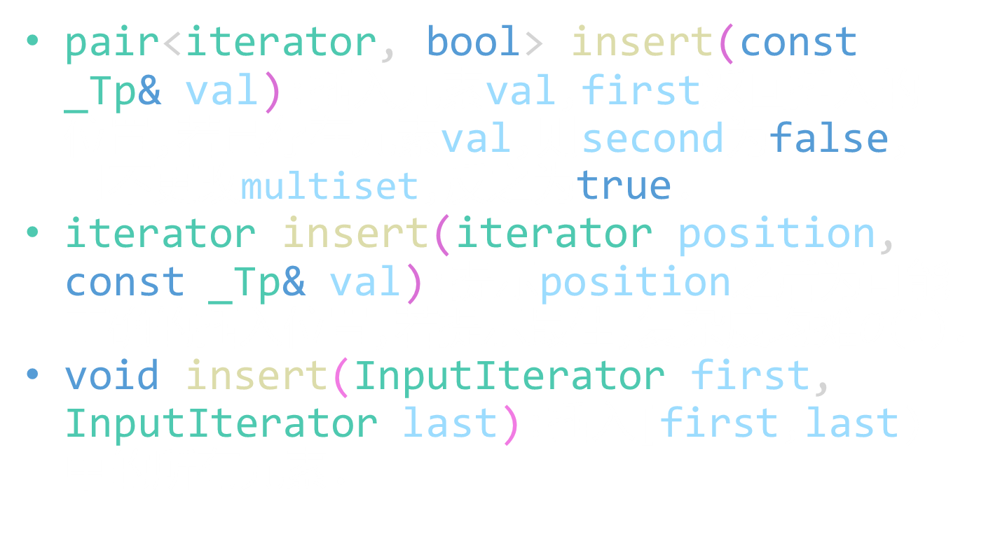 • pair<iterator, bool> insert(const
_Tp& val) val first
val second false
multiset true
• iterator insert(iterator position,
const _Tp& val) position
• void insert(InputIterator first,
InputIterator last) first last